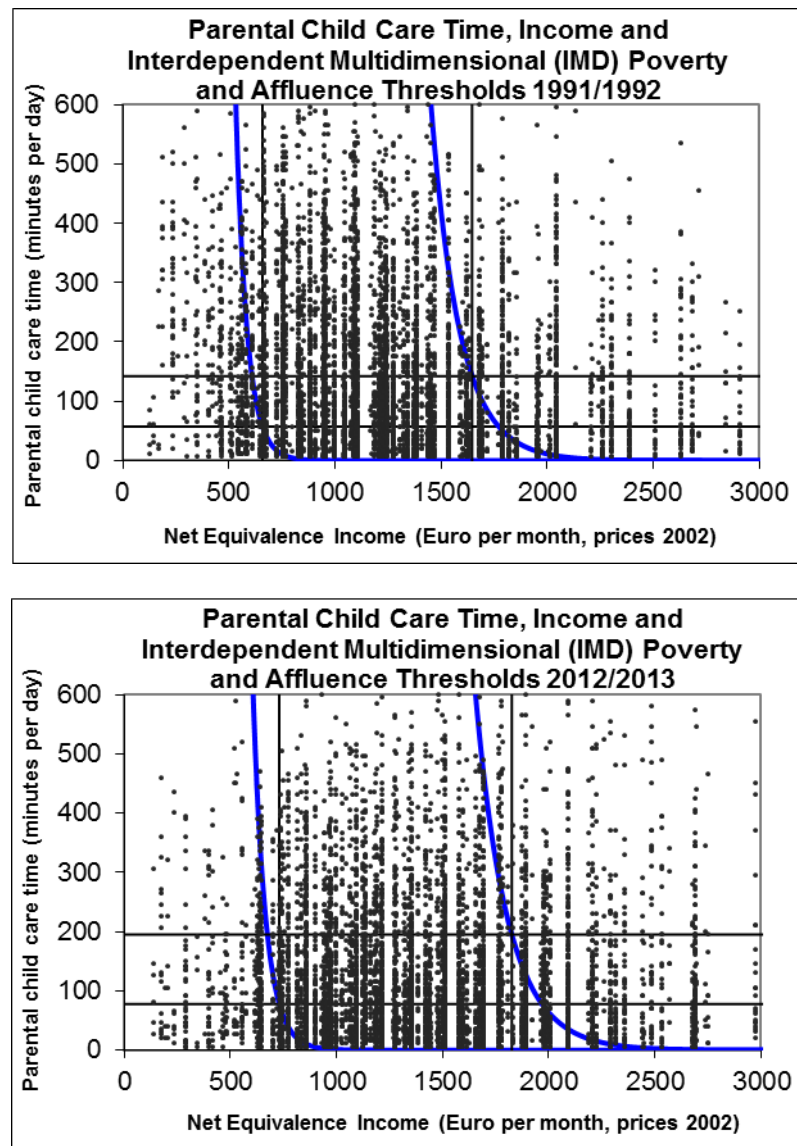 Parental Child Care Time, Income and
Interdependent Multidimensional (IMD) Poverty
and Affluence Thresholds 1991/1992
Parental child care time (minutes per day)
600
500
400
300
200
100
0
0 500 1000 1500 2000 2500 3000
Net Equivalence Income (Euro per month, prices 2002)
Parental Child Care Time, Income and
Interdependent Multidimensional (IMD) Poverty
and Affluence Thresholds 2012/2013
Parental child care time (minutes per day)
600
500
400
300
200
100
0
0 500 1000 1500 2000 2500 3000
Net Equivalence Income (Euro per month, prices 2002)